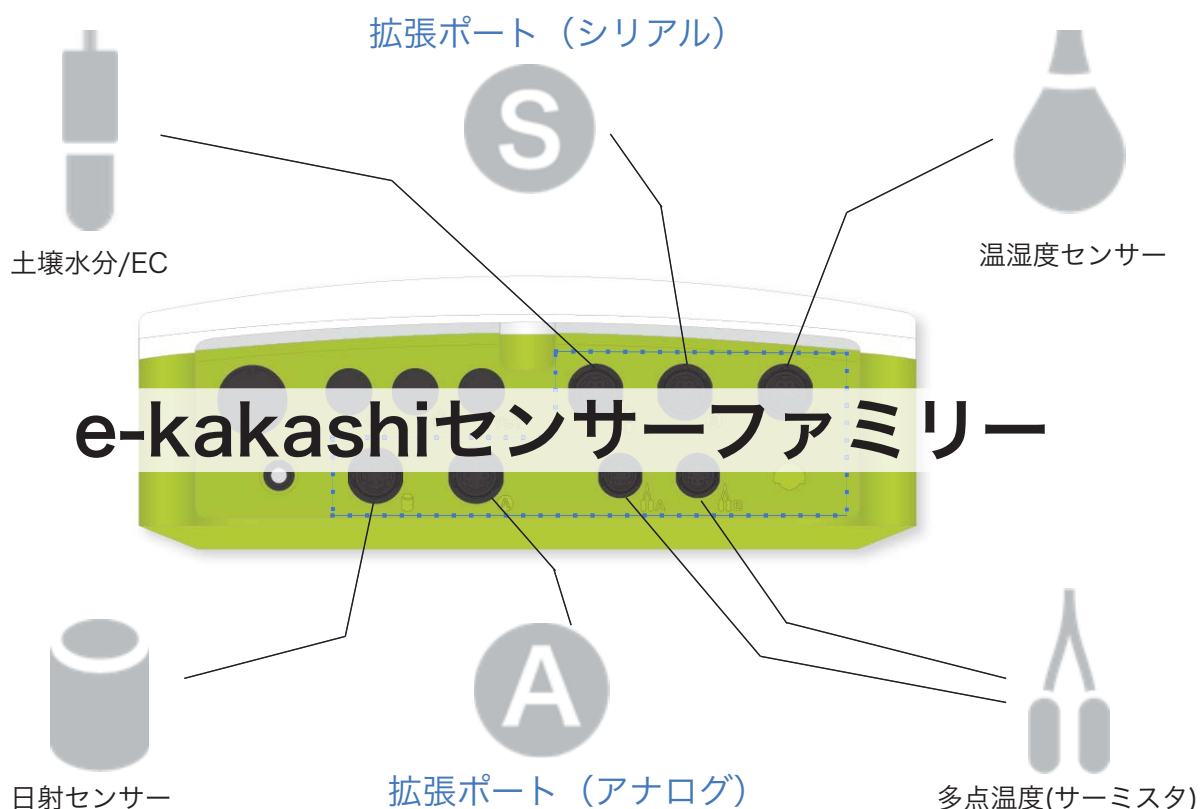 拡張ポート（シリアル）
S
土壌水分/EC
温湿度センサー
e-kakashiセンサーファミリー
A
日射センサー
拡張ポート（アナログ）
多点温度(サーミスタ)